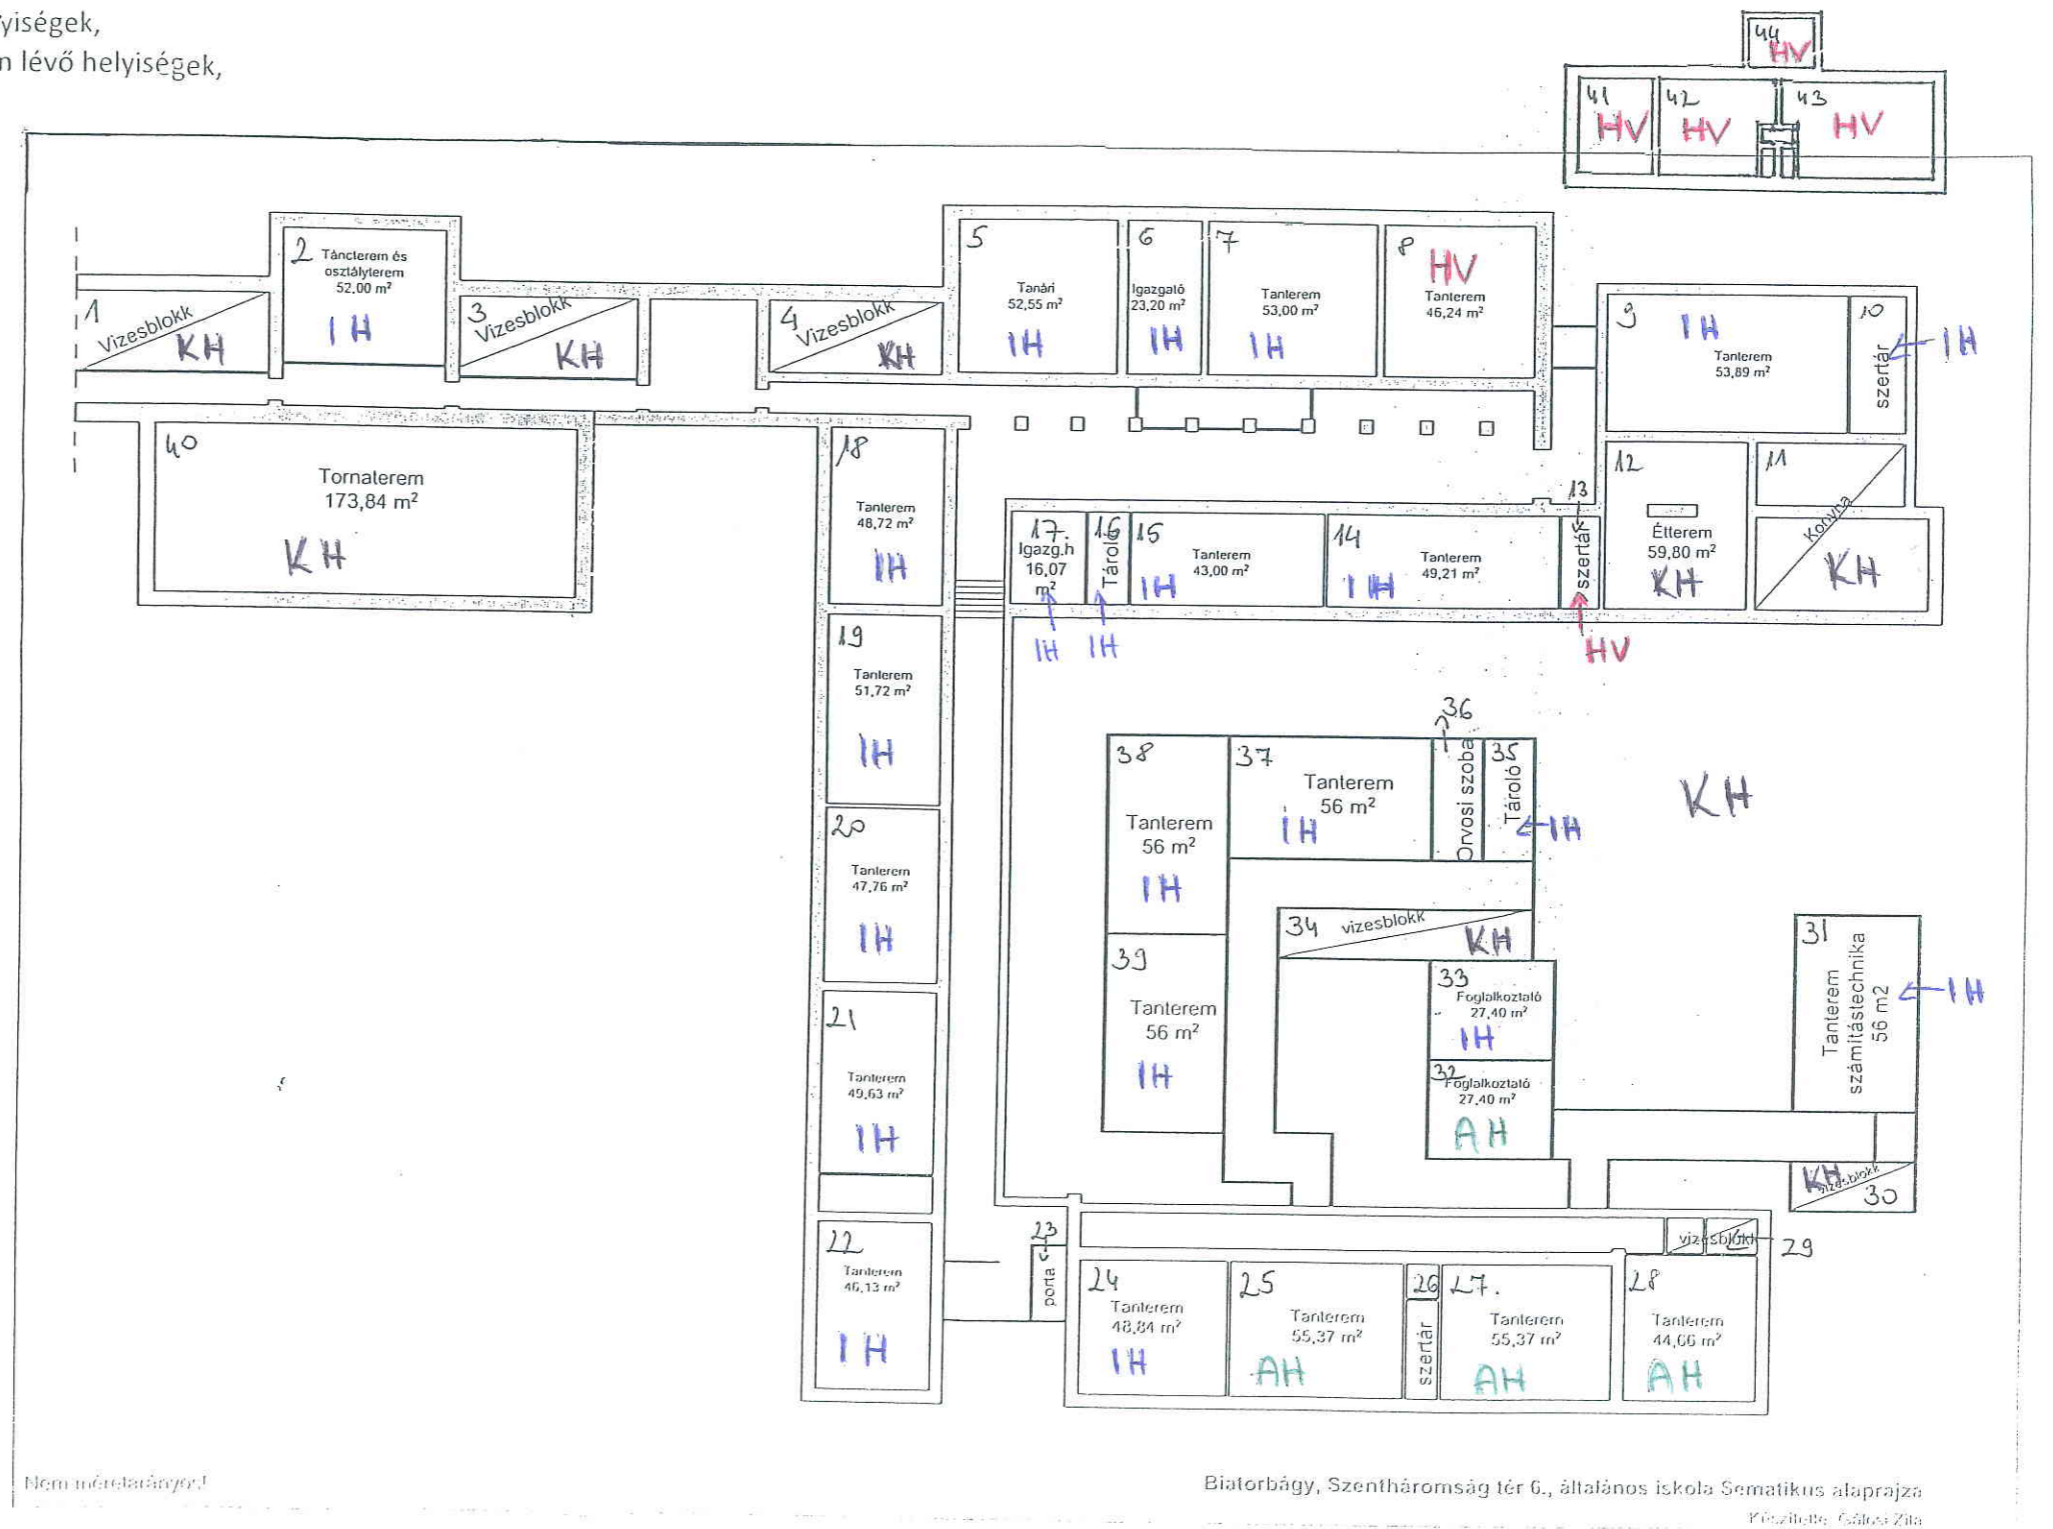 yiségek,
n lévő helyiségek,
44
HV
41
HV
42
HV
43
HV
1
Vizesblokk
KH
2
Táncterem és
osztályterem
52,00 m²
IH
3
Vizesblokk
KH
4
Vizesblokk
KH
5
Tanári
52,55 m²
IH
6
Igazgató
23,20 m²
IH
7
Tanterem
53,00 m²
IH
8
HV
Tanterem
46,24 m²
9
IH
Tanterem
53,89 m²
10
szertár
IH
40
Tornaterem
173,84 m²
KH
18
Tanterem
48,72 m²
IH
17.
Igazg.h
16,07
m²
IH
16
Tároló
IH
15
Tanterem
43,00 m²
IH
14
Tanterem
49,21 m²
IH
13
szertár
HV
12
Étterem
59,80 m²
KH
11
Konyha
KH
19
Tanterem
51,72 m²
IH
20
Tanterem
47,76 m²
IH
21
Tanterem
49,63 m²
IH
22
Tanterem
46,13 m²
IH
38
Tanterem
56 m²
IH
37
Tanterem
56 m²
IH
36
Orvosi szoba
35
Tároló
IH
KH
39
Tanterem
56 m²
IH
34
vizesblokk
KH
33
Foglalkoztató
27,40 m²
IH
32
Foglalkoztató
27,40 m²
AH
31
Tanterem
számítástechnika
56 m2
IH
KH
vizesblokk
30
23
porta
24
Tanterem
48,84 m²
IH
25
Tanterem
55,37 m²
AH
26
szertár
27.
Tanterem
55,37 m²
AH
28
Tanterem
44,66 m²
AH
vizesblokk
29
Nem méretarányos!
Biatorbágy, Szentháromság tér 6., általános iskola Sematikus alaprajza
Készítette: Gálosi Zita